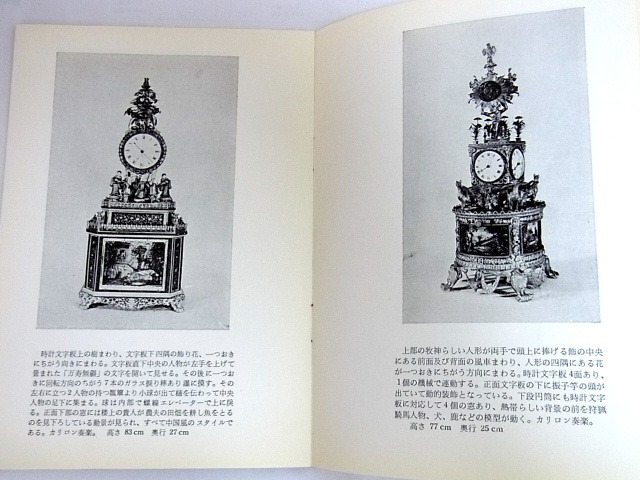 時計文字板上の樹まわり、文字板下四隅の飾り花、一つおき
にちがう向きにまわる。文字板直下中央の人物が左手を上げて
畳まれた「万寿無疆」の文字を開いて見せる。その後に一つおき
に回転方向のちがう7本のガラス捩り棒あり瀑に摸す。その
左右に立つ2人物の持つ瓢簞より小球が出て樋を伝わって中央
人物の足下に集まる。球は内部で螺線エレベーターで上に戻
る。正面下部の窓には楼上の貴人が農夫の田畑を耕し魚をとる
のを見下ろしている動景が見られ、すべて中国風のスタイルで
ある。カリロン奏楽。 高さ 83cm 奥行 27cm
上部の牧神らしい人形が両手で頭上に捧げる飾の中央
にある前面及び背面の風車まわり、人形の四隅にある花
が一つおきにちがう方向にまわる。時計文字板4面あり、
1個の機械で運動する。正面文字板の下に振子等の頭が
出ていて動的装飾となっている。下段円筒にも時計文字
板に対応して4個の窓あり、熱帯らしい背景の前を狩猟
騎馬人物、犬、鹿などの模型が動く。カリロン奏楽。
高さ 77cm 奥行 25cm